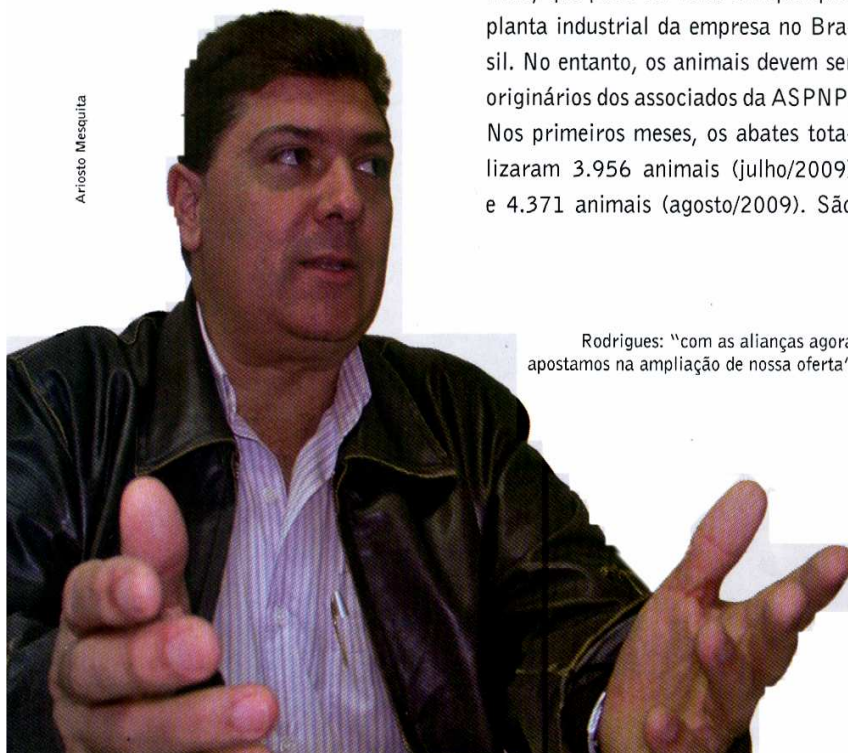 planta industrial da empresa no Bra-
sil. No entanto, os animais devem ser
originários dos associados da ASPNP.
Nos primeiros meses, os abates tota-
lizaram 3.956 animais (julho/2009)
e 4.371 animais (agosto/2009). São
Rodrigues: “com as alianças agora
apostamos na ampliação de nossa oferta”
Ariosto Mesquita